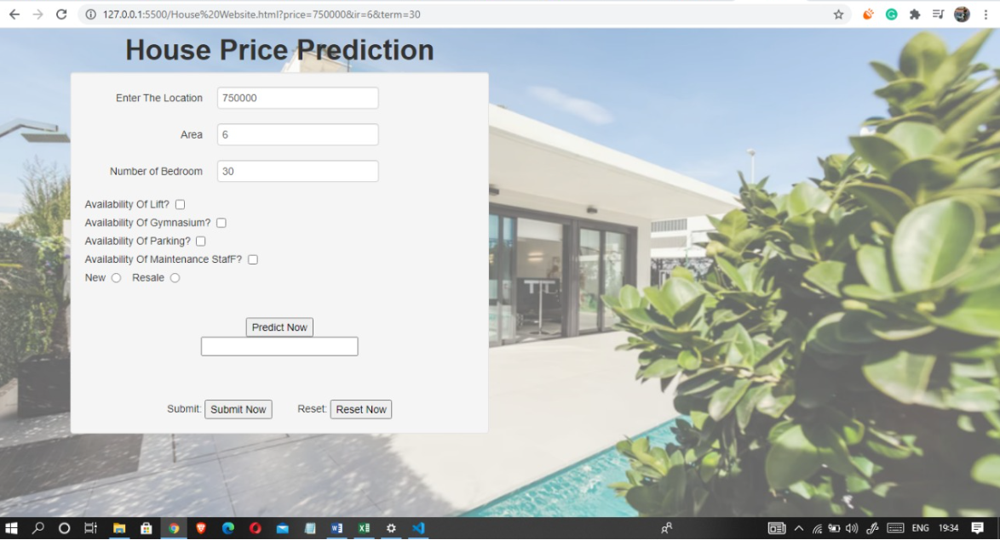 127.0.0.1:5500/House%20Website.html?price=750000&ir=6&term=30
House Price Prediction
Enter The Location 750000
Area 6
Number of Bedroom 30
Availability Of Lift?
Availability Of Gymnasium?
Availability Of Parking?
Availability Of Maintenance StafF?
New Resale
Predict Now
Submit: Submit Now Reset: Reset Now
ENG 19:34